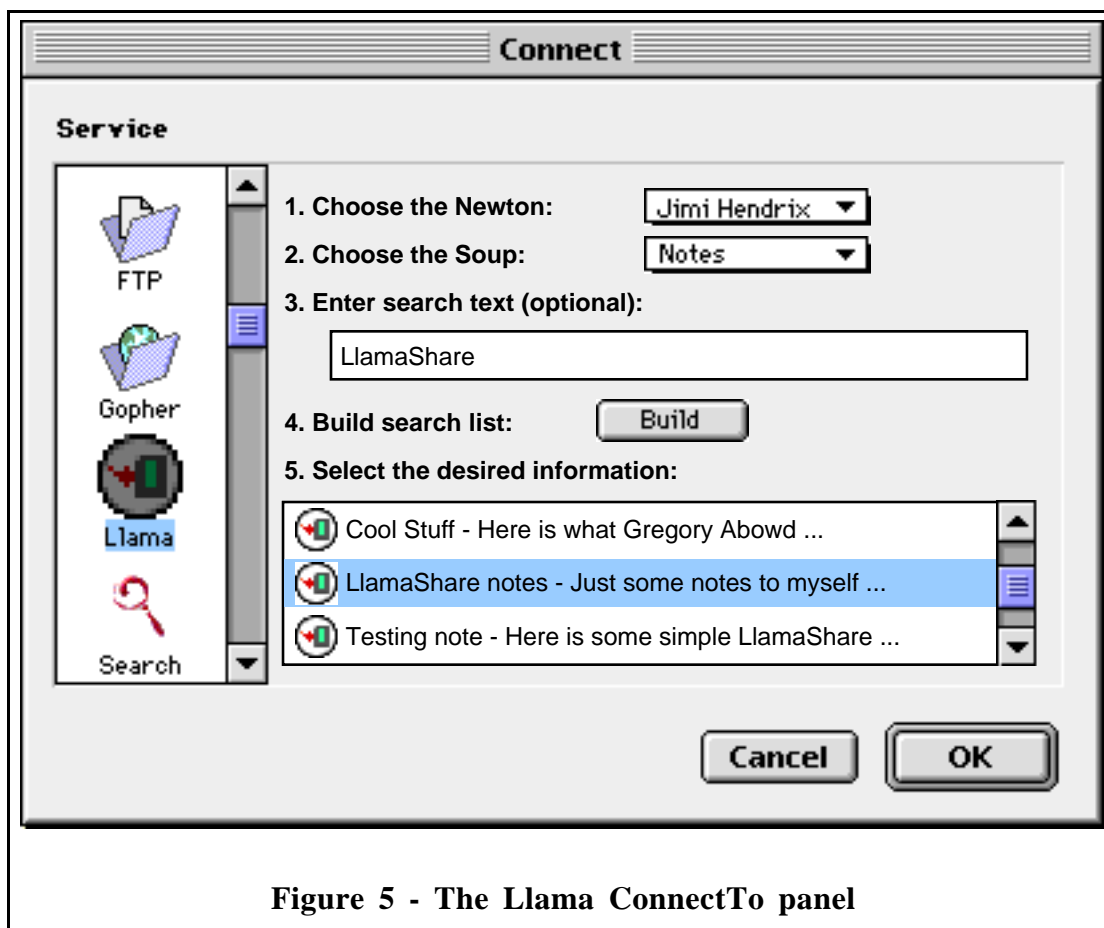 Connect
Service
FTP
Gopher
Llama
Search
1. Choose the Newton: Jimi Hendrix
2. Choose the Soup: Notes
3. Enter search text (optional):
LlamaShare
4. Build search list: Build
5. Select the desired information:
Cool Stuff - Here is what Gregory Abowd ...
LlamaShare notes - Just some notes to myself ...
Testing note - Here is some simple LlamaShare ...
Cancel OK
Figure 5 - The Llama ConnectTo panel